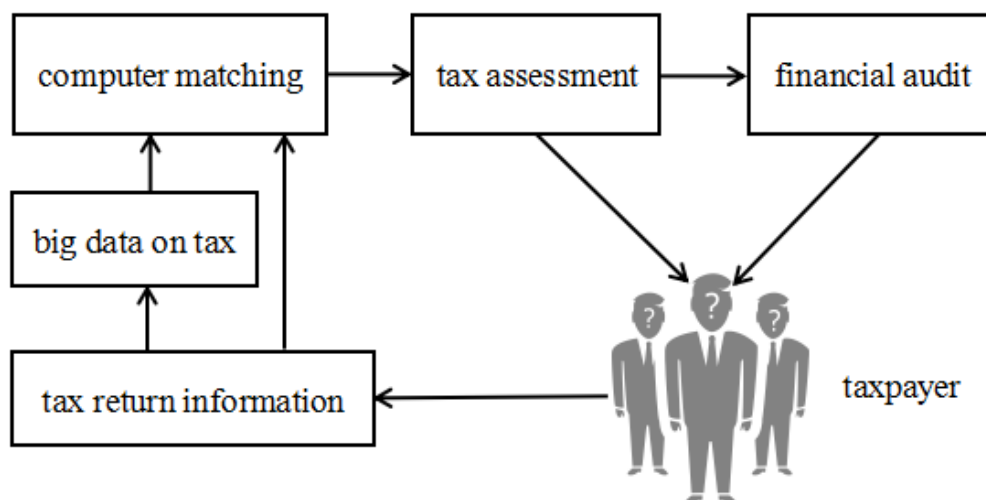 computer matching
tax assessment
financial audit
big data on tax
? ? ?
taxpayer
tax return information